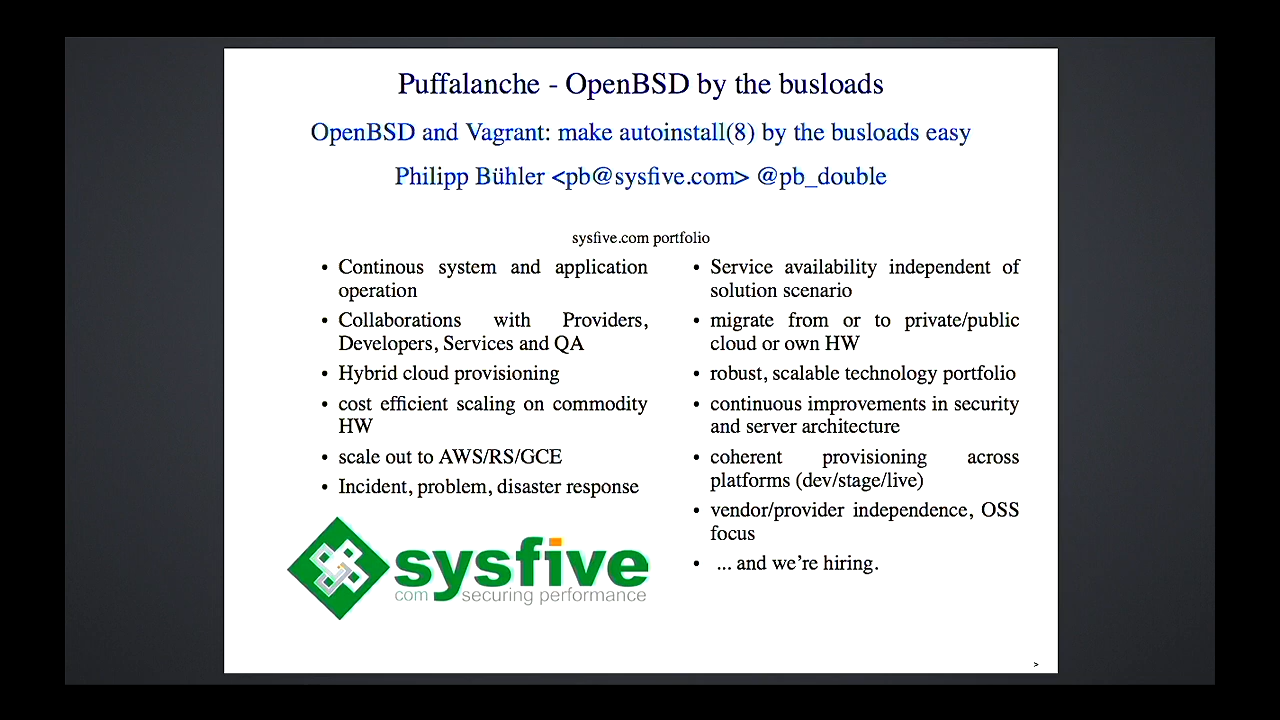 Puffalanche - OpenBSD by the busloads
OpenBSD and Vagrant: make autoinstall(8) by the busloads easy
Philipp Bühler <pb@sysfive.com> @pb_double
sysfive.com portfolio
• Continous system and application
operation
• Collaborations with Providers,
Developers, Services and QA
• Hybrid cloud provisioning
• cost efficient scaling on commodity
HW
• scale out to AWS/RS/GCE
• Incident, problem, disaster response
sysfive
com securing performance
• Service availability independent of
solution scenario
• migrate from or to private/public
cloud or own HW
• robust, scalable technology portfolio
• continuous improvements in security
and server architecture
• coherent provisioning across
platforms (dev/stage/live)
• vendor/provider independence, OSS
focus
• ... and we're hiring.
>